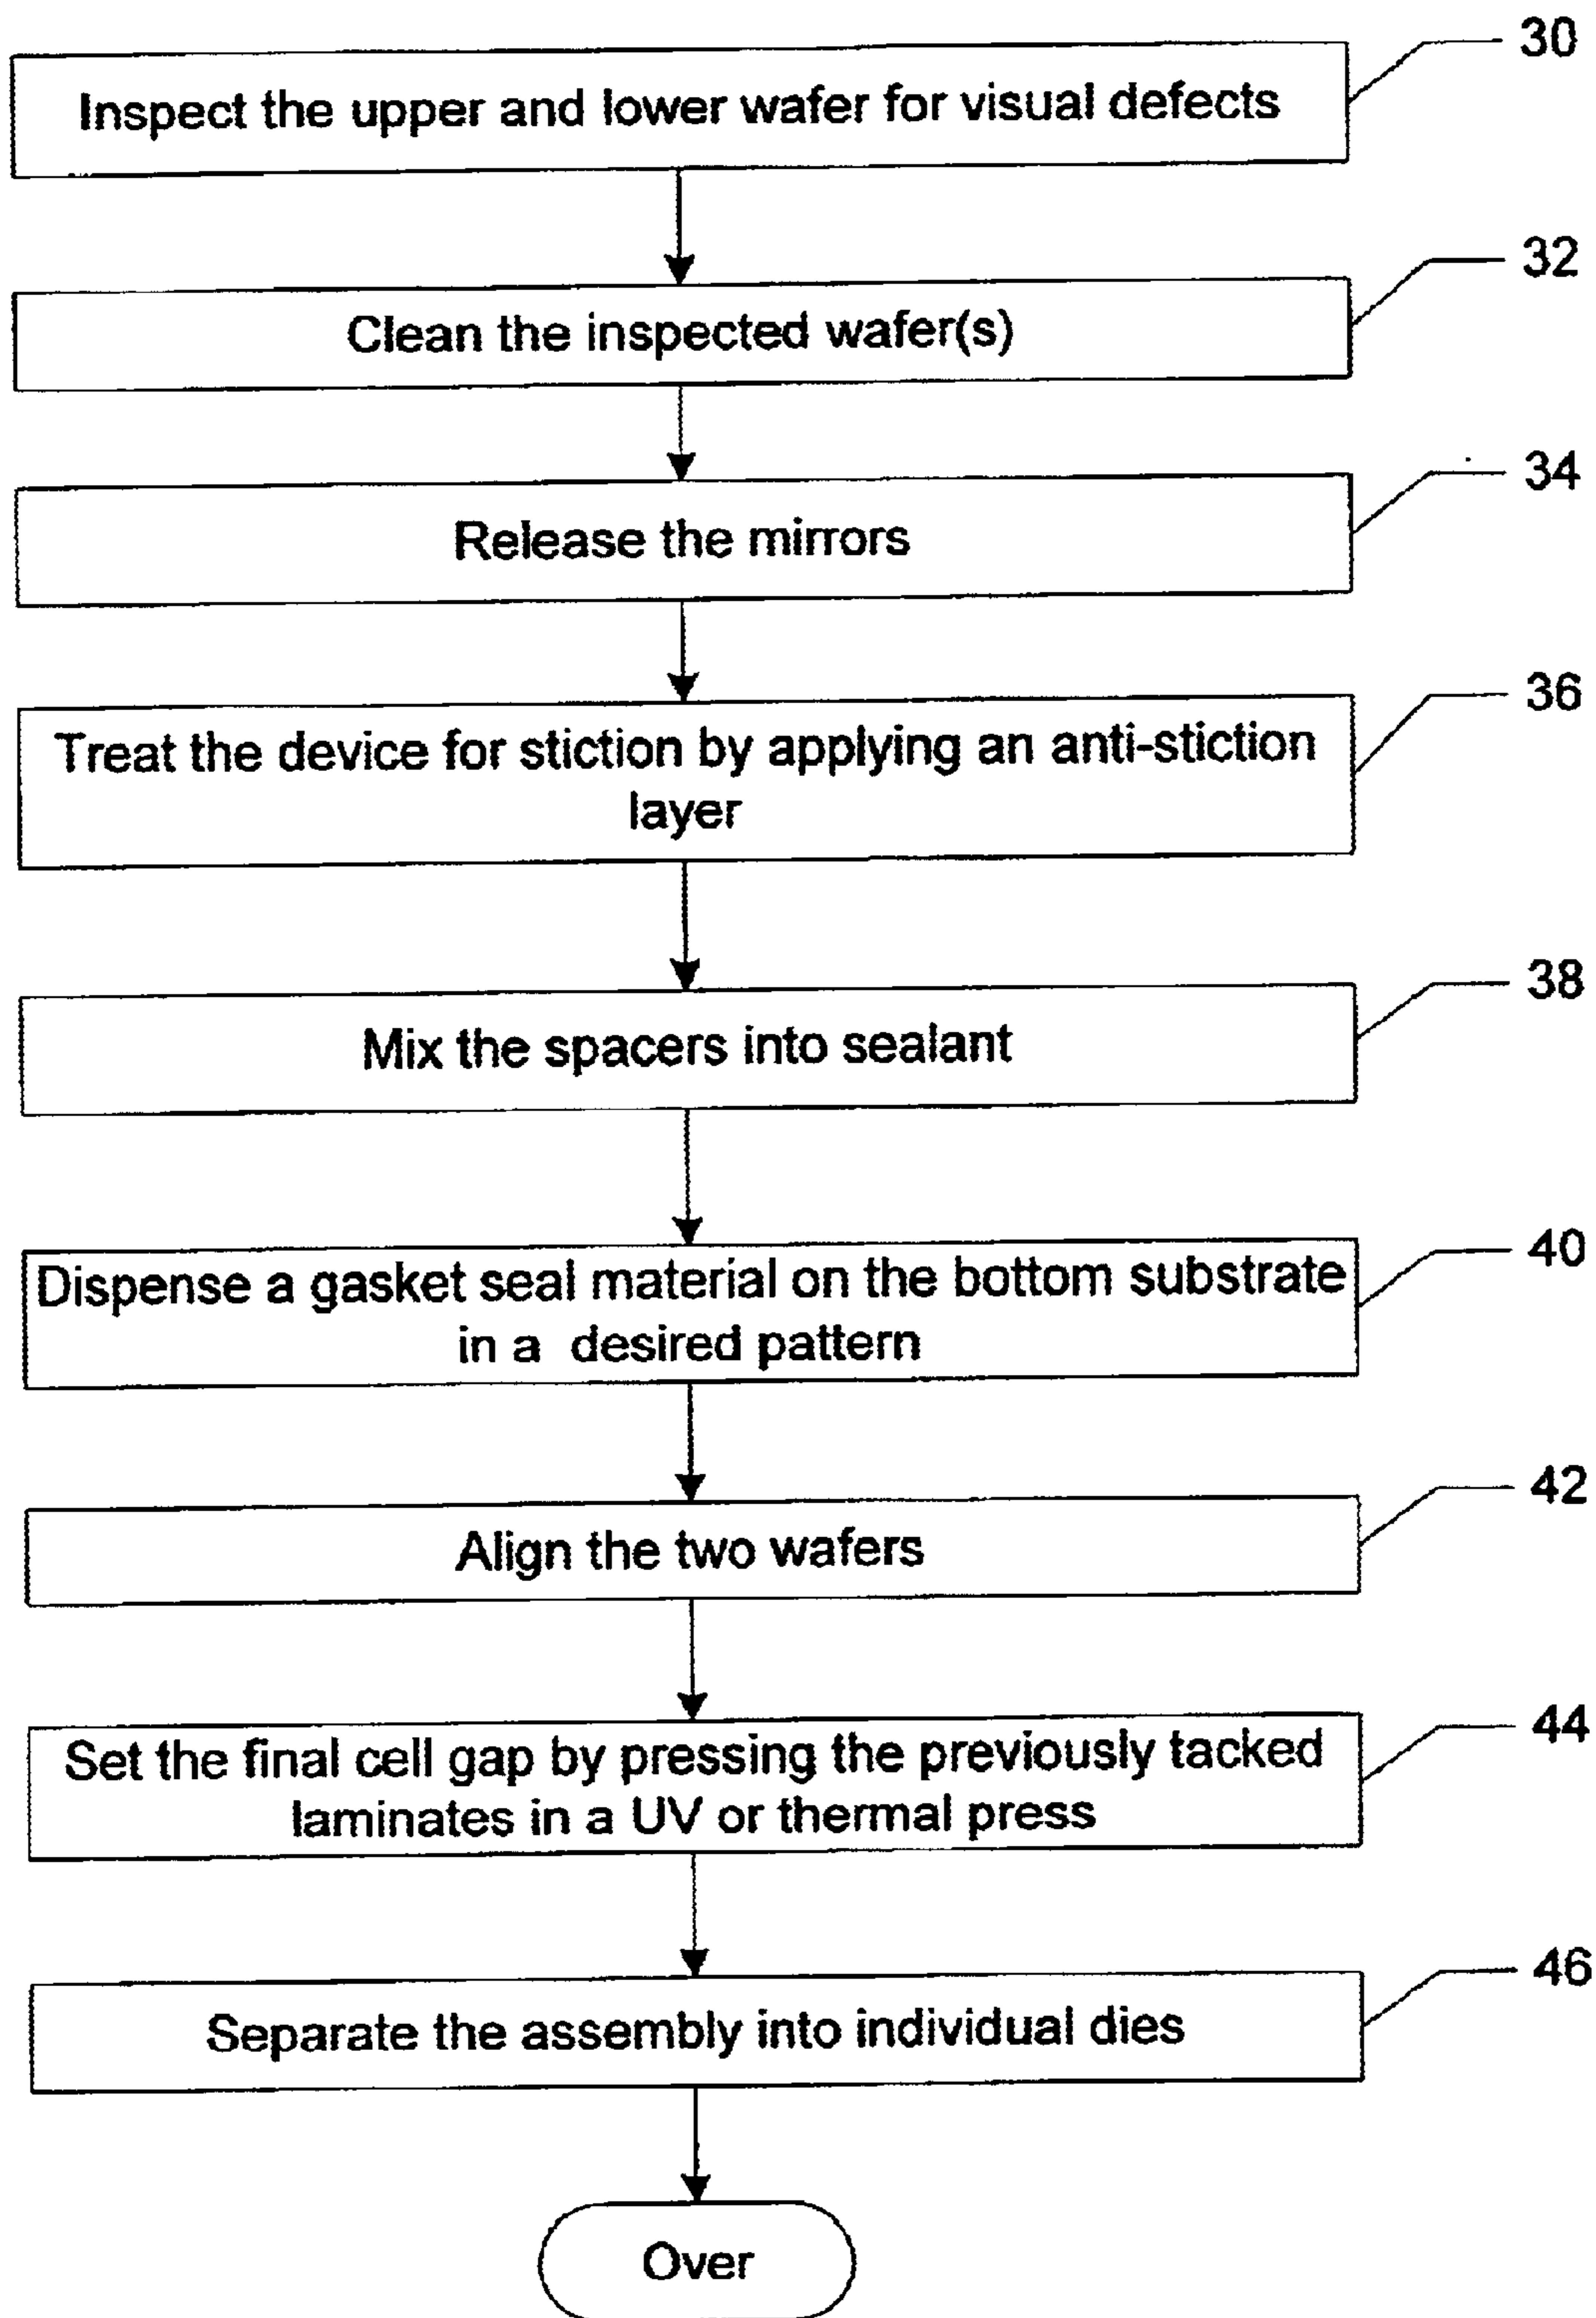 30
Inspect the upper and lower wafer for visual defects
32
Clean the inspected wafer(s)
34
Release the mirrors
36
Treat the device for stiction by applying an anti-stiction
layer
38
Mix the spacers into sealant
40
Dispense a gasket seal material on the bottom substrate
in a desired pattern
42
Align the two wafers
44
Set the final cell gap by pressing the previously tacked
laminates in a UV or thermal press
46
Separate the assembly into individual dies
Over